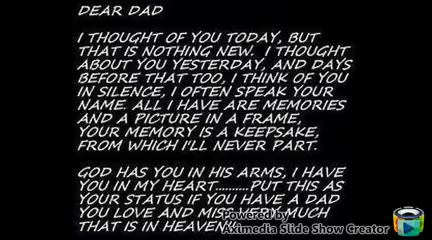 DEAR DAD
I THOUGHT OF YOU TODAY, BUT
THAT IS NOTHING NEW. I THOUGHT
ABOUT YOU YESTERDAY, AND DAYS
BEFORE THAT TOO, I THINK OF YOU
IN SILENCE, I OFTEN SPEAK YOUR
NAME. ALL I HAVE ARE MEMORIES
AND A PICTURE IN A FRAME,
YOUR MEMORY IS A KEEPSAKE,
FROM WHICH I'LL NEVER PART.
GOD HAS YOU IN HIS ARMS, I HAVE
YOU IN MY HEART..........PUT THIS AS
YOUR STATUS IF YOU HAVE A DAD
YOU LOVE AND MISS VERY MUCH
THAT IS IN HEAVEN
Powered by
Aximedia Slide Show Creator